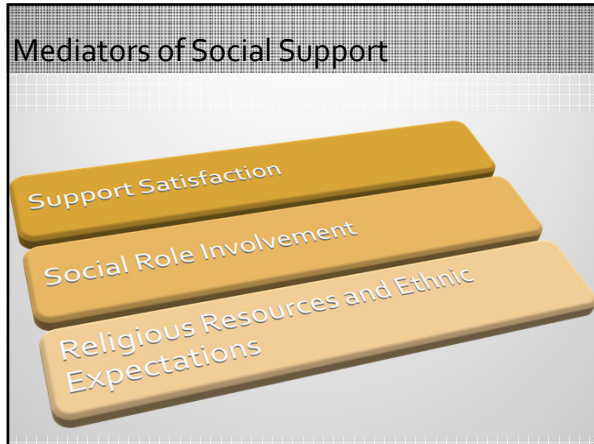 Mediators of Social Support
Support Satisfaction
Social Role Involvement
Religious Resources and Ethnic
Expectations